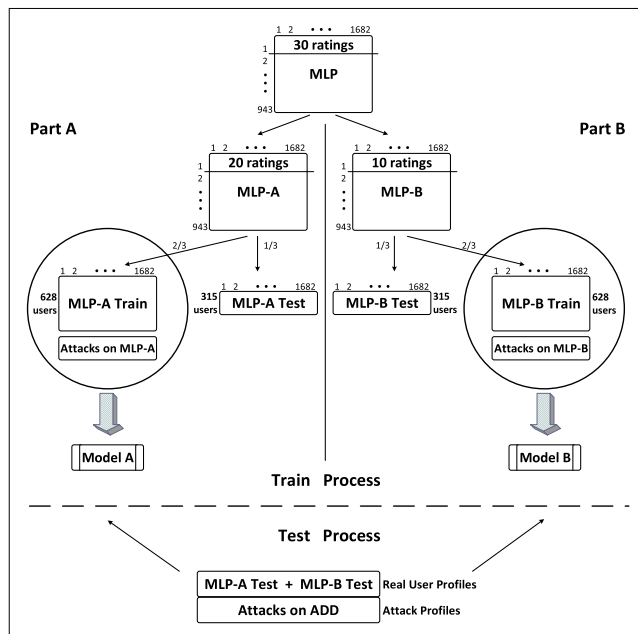 1 2 • • • 1682
1 30 ratings
2
MLP
943
Part A
Part B
1 2 • • • 1682
1 20 ratings
2
MLP-A
943
1 2 • • • 1682
1 10 ratings
2
MLP-B
943
2/3
1/3
1/3
2/3
1 2 • • • 1682
628 users
MLP-A Train
Attacks on MLP-A
1 2 • • • 1682
315 users
MLP-A Test
1 2 • • • 1682
MLP-B Test
315 users
1 2 • • • 1682
MLP-B Train
628 users
Attacks on MLP-B
Model A
Model B
Train Process
Test Process
MLP-A Test + MLP-B Test Real User Profiles
Attacks on ADD Attack Profiles